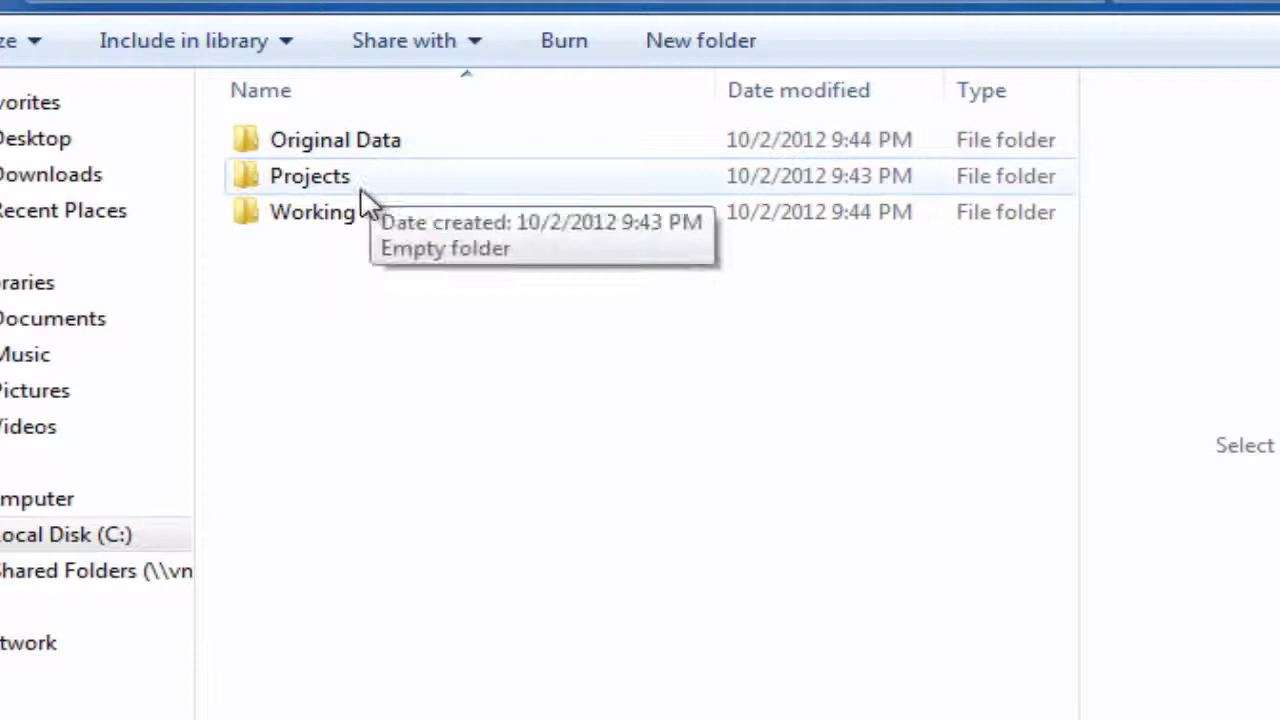 ze Include in library Share with Burn New folder
Name Date modified Type
vorites
Desktop
Downloads
Recent Places
raries
Documents
Music
Pictures
Videos
mputer
Local Disk (C:)
Shared Folders (\\vn
twork
Original Data 10/2/2012 9:44 PM File folder
Projects 10/2/2012 9:43 PM File folder
Working 10/2/2012 9:44 PM File folder
Date created: 10/2/2012 9:43 PM
Empty folder
Select